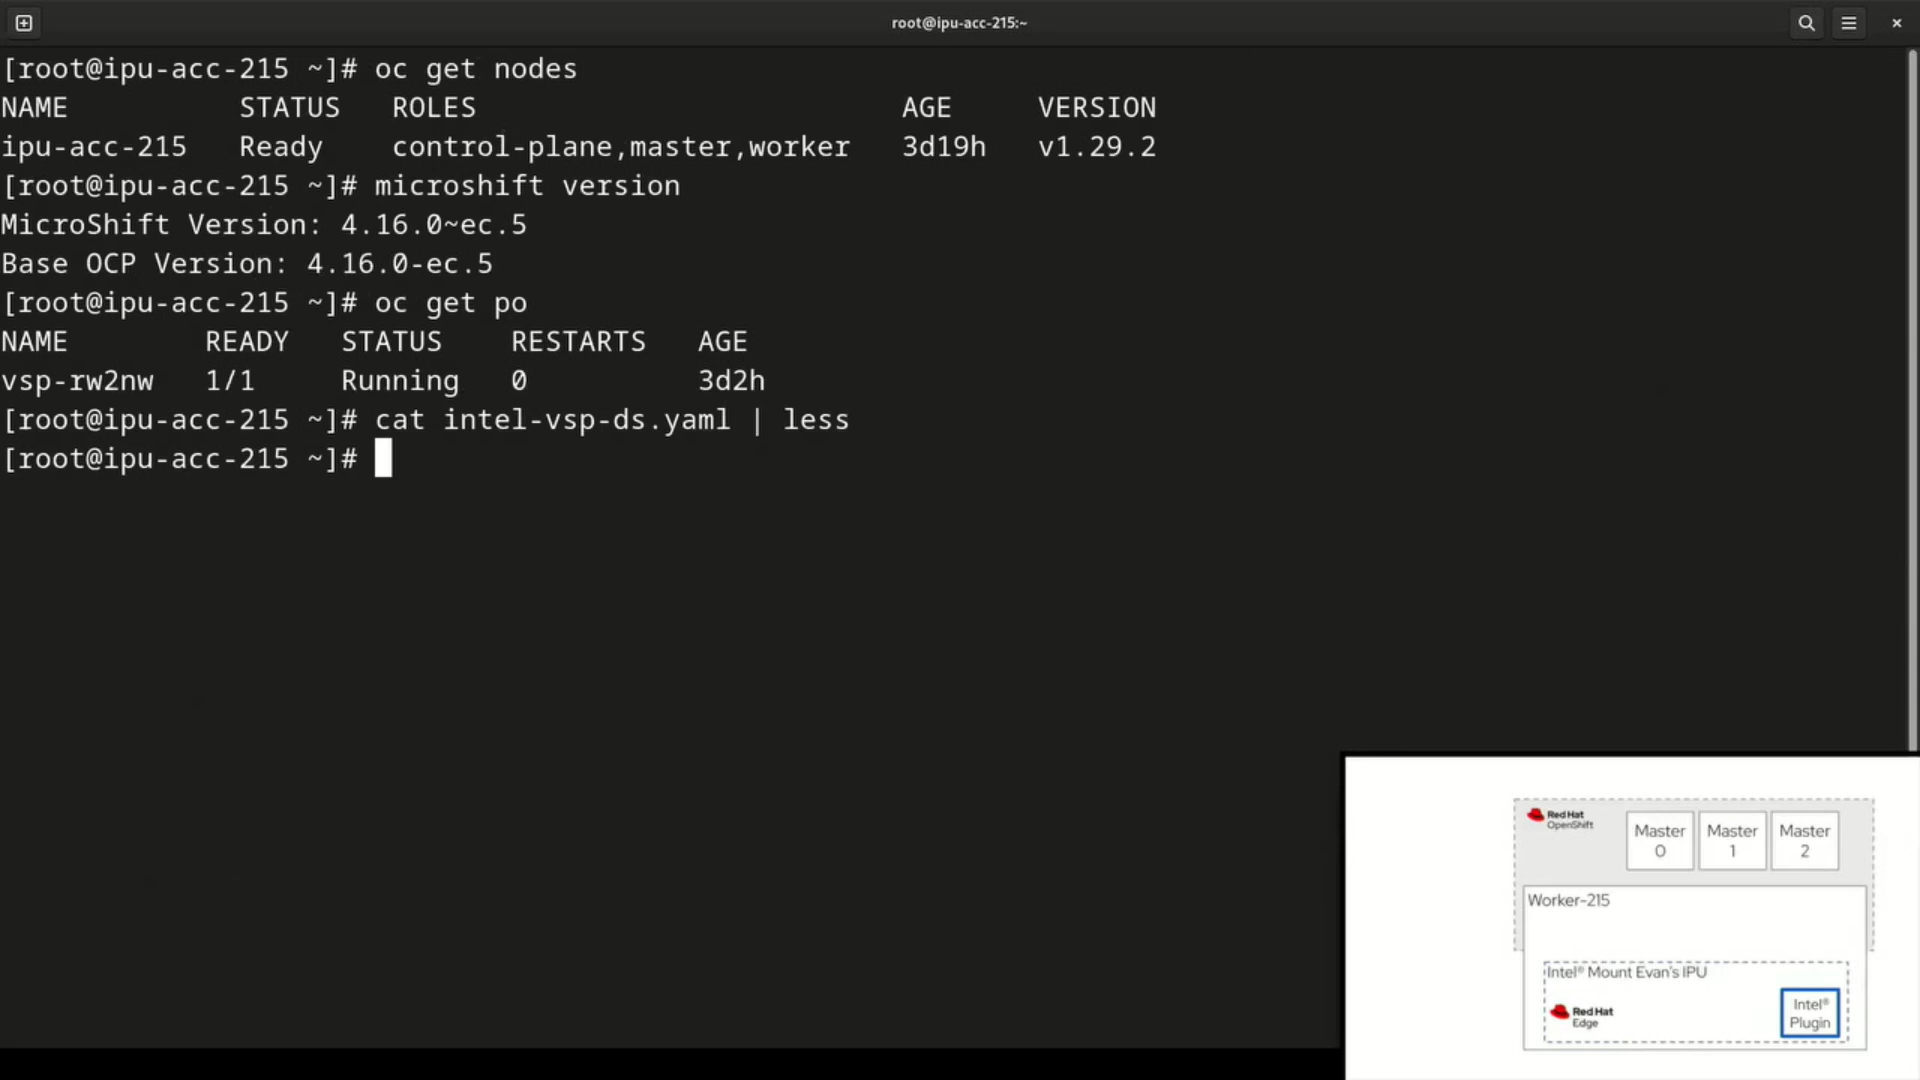 root@ipu-acc-215:~
[root@ipu-acc-215 ~]# oc get nodes
NAME STATUS ROLES AGE VERSION
ipu-acc-215 Ready control-plane,master,worker 3d19h v1.29.2
[root@ipu-acc-215 ~]# microshift version
MicroShift Version: 4.16.0~ec.5
Base OCP Version: 4.16.0-ec.5
[root@ipu-acc-215 ~]# oc get po
NAME READY STATUS RESTARTS AGE
vsp-rw2nw 1/1 Running 0 3d2h
[root@ipu-acc-215 ~]# cat intel-vsp-ds.yaml | less
[root@ipu-acc-215 ~]#
Red Hat
OpenShift
Master
0
Master
1
Master
2
Worker-215
Intel® Mount Evan's IPU
Red Hat
Edge
Intel®
Plugin